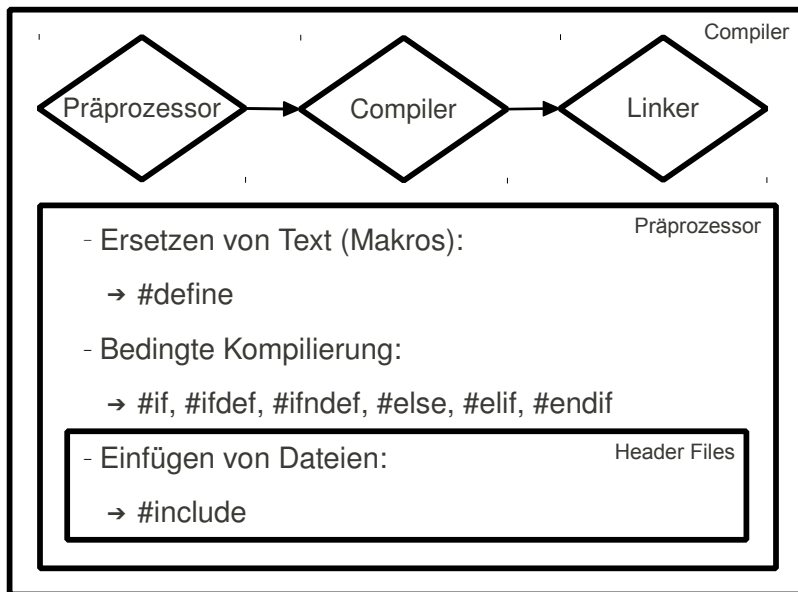 Compiler
Präprozessor
Compiler
Linker
Präprozessor
- Ersetzen von Text (Makros):
➔ #define
- Bedingte Kompilierung:
➔ #if, #ifdef, #ifndef, #else, #elif, #endif
- Einfügen von Dateien:
Header Files
➔ #include